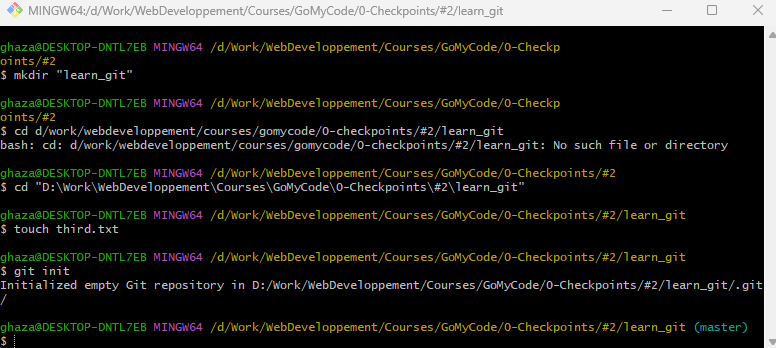 MINGW64:/d/Work/WebDeveloppement/Courses/GoMyCode/0-Checkpoints/#2/learn_git
ghaza@DESKTOP-DNTL7EB MINGW64 /d/Work/WebDeveloppement/Courses/GoMyCode/0-Checkp
oints/#2
$ mkdir "learn_git"
ghaza@DESKTOP-DNTL7EB MINGW64 /d/Work/WebDeveloppement/Courses/GoMyCode/0-Checkp
oints/#2
$ cd d/work/webdeveloppement/courses/gomycode/0-checkpoints/#2/learn_git
bash: cd: d/work/webdeveloppement/courses/gomycode/0-checkpoints/#2/learn_git: No such file or directory
ghaza@DESKTOP-DNTL7EB MINGW64 /d/Work/WebDeveloppement/Courses/GoMyCode/0-Checkpoints/#2
$ cd "D:\Work\WebDeveloppement\Courses\GoMyCode\0-Checkpoints\#2\learn_git"
ghaza@DESKTOP-DNTL7EB MINGW64 /d/Work/WebDeveloppement/Courses/GoMyCode/0-Checkpoints/#2/learn_git
$ touch third.txt
ghaza@DESKTOP-DNTL7EB MINGW64 /d/Work/WebDeveloppement/Courses/GoMyCode/0-Checkpoints/#2/learn_git
$ git init
Initialized empty Git repository in D:/Work/WebDeveloppement/Courses/GoMyCode/0-Checkpoints/#2/learn_git/.git
/
ghaza@DESKTOP-DNTL7EB MINGW64 /d/Work/WebDeveloppement/Courses/GoMyCode/0-Checkpoints/#2/learn_git (master)
$